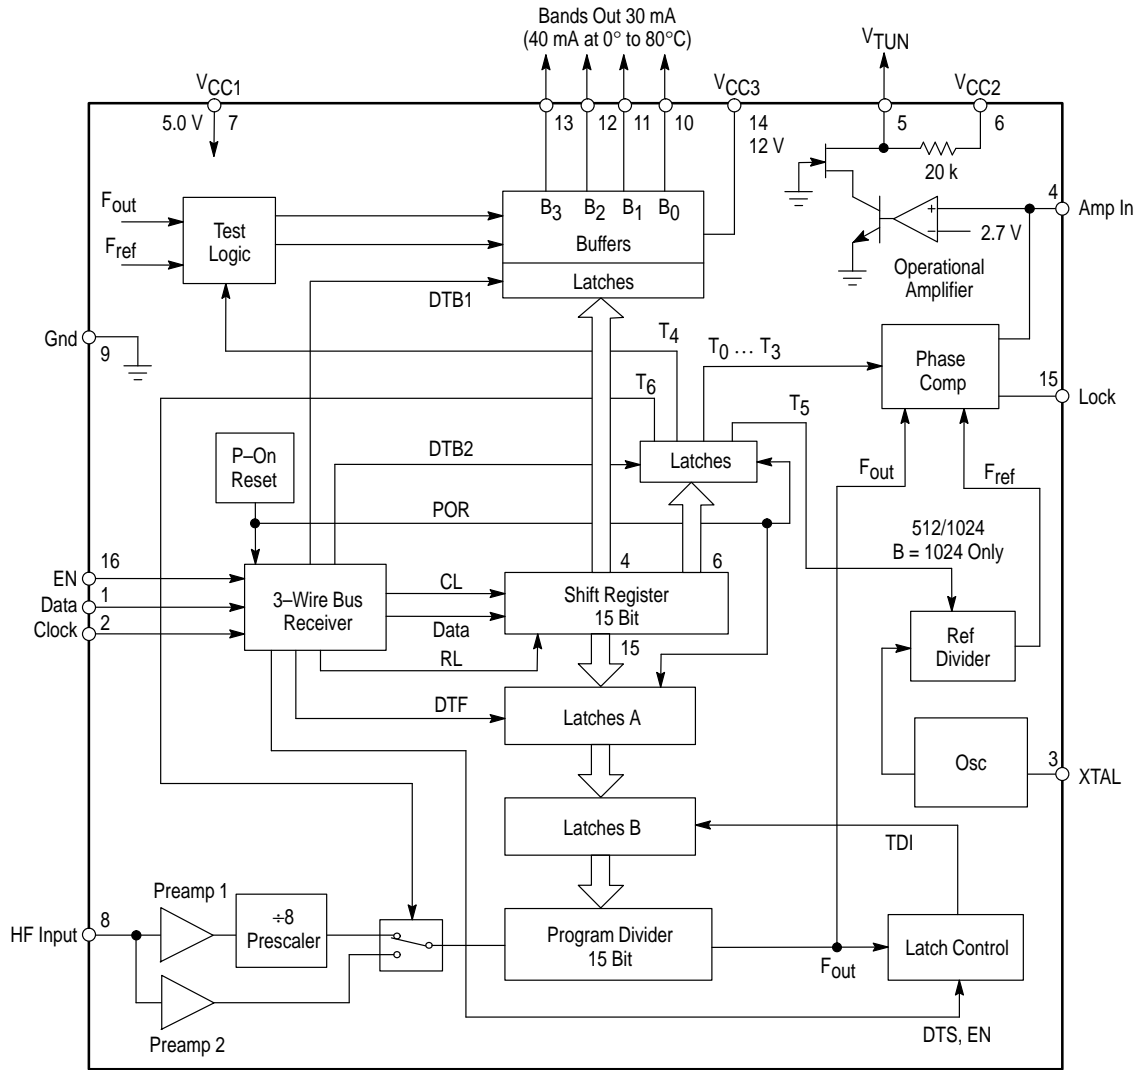 Bands Out 30 mA
(40 mA at 0° to 80°C)
VTUN
VCC1
VCC3
VCC2
5.0 V
7
13
12
11
10
14
12 V
5
6
20 k
4
Amp In
Fout
Fref
Test
Logic
B3
B2
B1
B0
Buffers
Latches
+
–
2.7 V
Operational
Amplifier
DTB1
Gnd
9
T4
T0 … T3
Phase
Comp
15
Lock
T6
T5
P–On
Reset
DTB2
Latches
Fout
Fref
POR
512/1024
B = 1024 Only
16
EN
1
Data
2
Clock
3–Wire Bus
Receiver
CL
Data
RL
4
6
Shift Register
15 Bit
15
Ref
Divider
DTF
Latches A
Osc
3
XTAL
Latches B
TDI
Preamp 1
8
HF Input
÷8
Prescaler
Program Divider
15 Bit
Fout
Latch Control
Preamp 2
DTS, EN